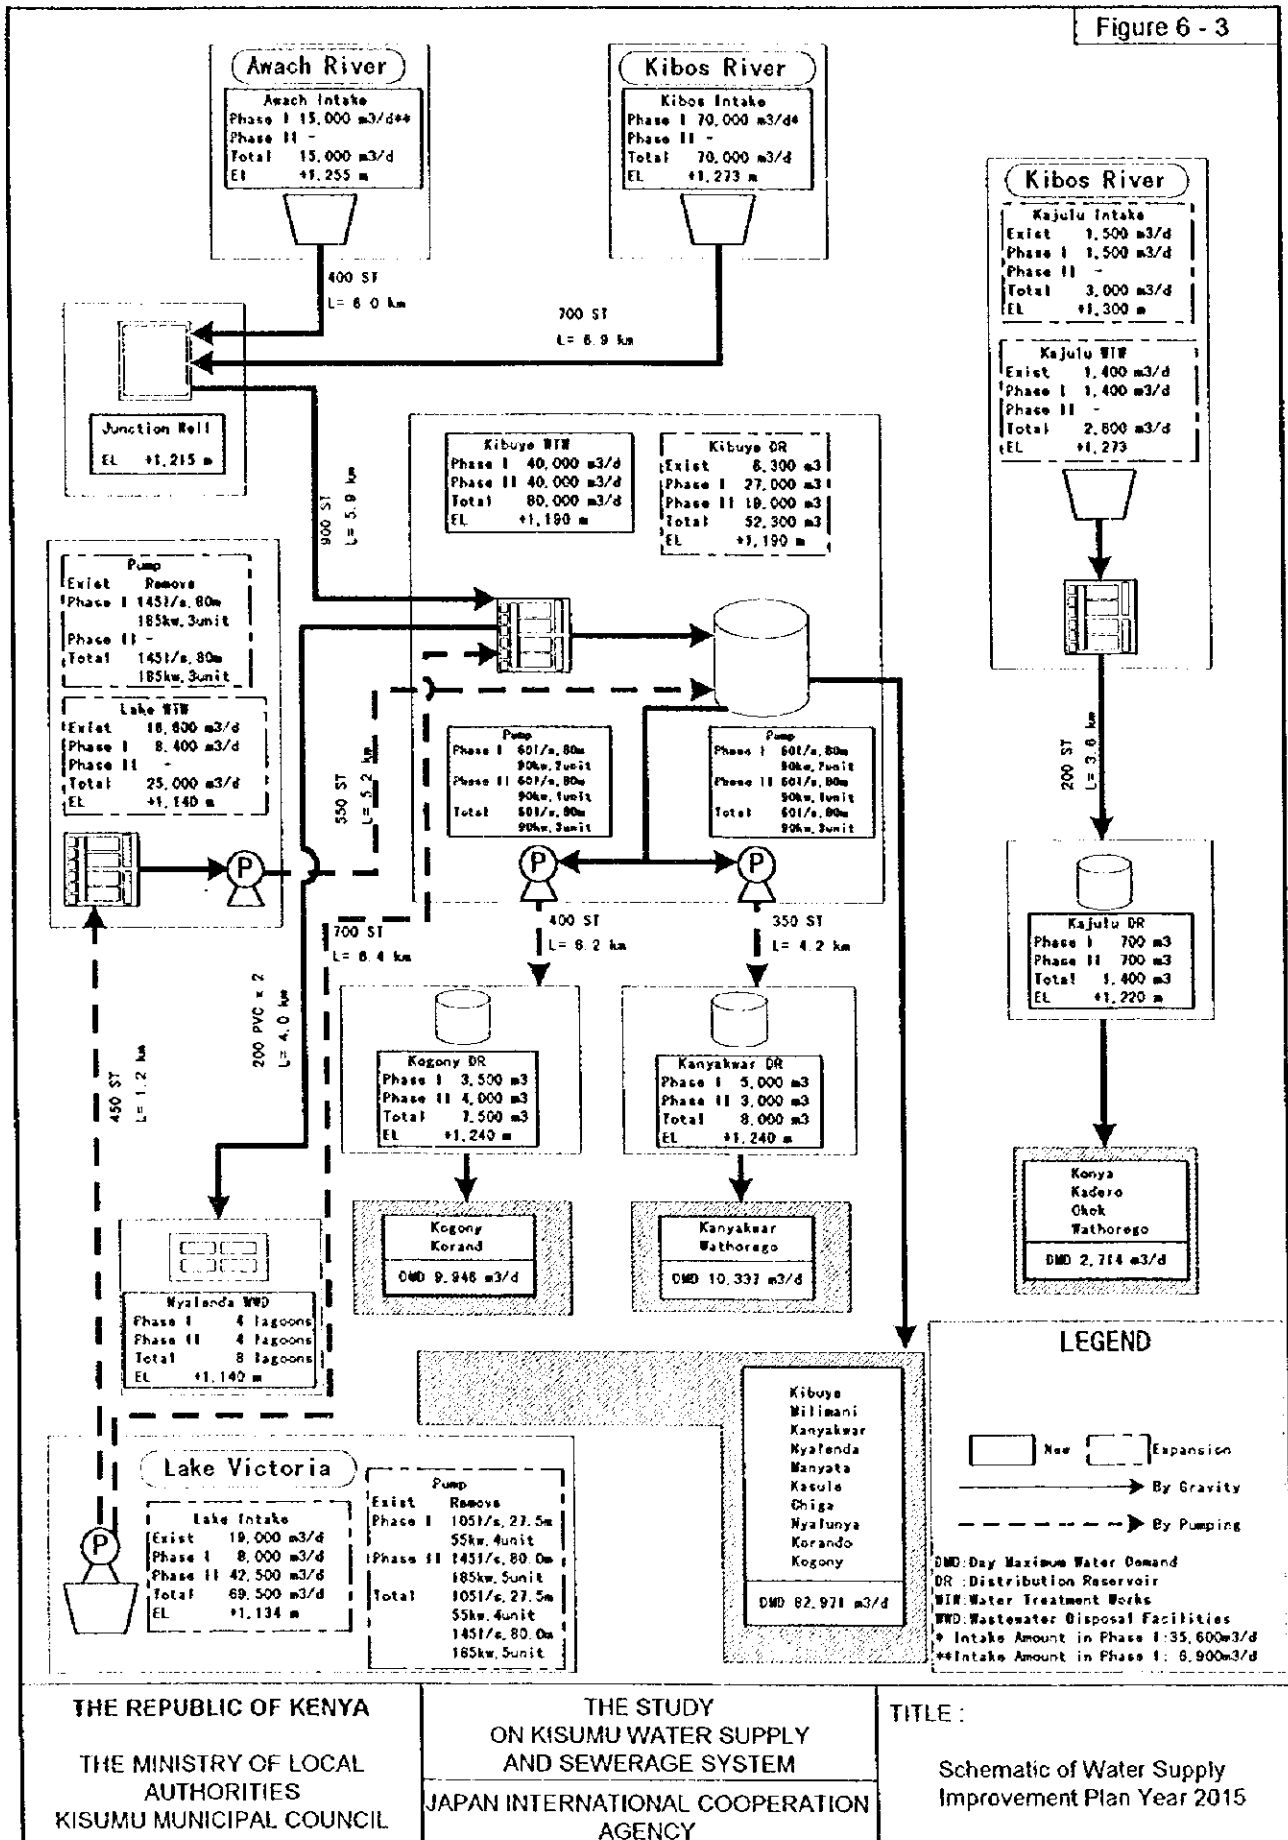 Figure 6 - 3
Awach River
Awach Intake
Phase I 15,000 m3/d**
Phase II -
Total 15,000 m3/d
El +1,255 m
400 ST
L= 6.0 km
Kibos River
Kibos Intake
Phase I 70,000 m3/d*
Phase II -
Total 70,000 m3/d
EL +1,273 m
700 ST
L= 6.9 km
Kibos River
Kajulu Intake
Exist 1,500 m3/d
Phase I 1,500 m3/d
Phase II -
Total 3,000 m3/d
EL +1,300 m
Kajulu WTW
Exist 1,400 m3/d
Phase I 1,400 m3/d
Phase II -
Total 2,800 m3/d
EL +1,273
200 ST
L= 3.6 km
Junction Well
EL +1,215 m
900 ST
L= 5.9 km
Kibuye WTW
Phase I 40,000 m3/d
Phase II 40,000 m3/d
Total 80,000 m3/d
EL +1,190 m
Kibuye DR
Exist 6,300 m3
Phase I 27,000 m3
Phase II 19,000 m3
Total 52,300 m3
EL +1,190 m
Pump
Exist Remove
Phase I 145l/s,80m
185kw,3unit
Phase II -
Total 145l/s,80m
185kw,3unit
Lake WTW
Exist 16,600 m3/d
Phase I 8,400 m3/d
Phase II -
Total 25,000 m3/d
EL +1,140 m
550 ST
L= 5.2 km
Pump
Phase I 60l/s,80m
90kw,2unit
Phase II 60l/s,80m
90kw,1unit
Total 60l/s,80m
90kw,3unit
Pump
Phase I 60l/s,80m
90kw,2unit
Phase II 60l/s,80m
90kw,1unit
Total 60l/s,80m
90kw,3unit
P
P
P
700 ST
L= 6.4 km
400 ST
L= 6.2 km
350 ST
L= 4.2 km
Kajulu DR
Phase I 700 m3
Phase II 700 m3
Total 1,400 m3
EL +1,220 m
450 ST
L= 1.2 km
200 PVC x 2
L= 4.0 km
Kogony DR
Phase I 3,500 m3
Phase II 4,000 m3
Total 7,500 m3
EL +1,240 m
Kanyakwar DR
Phase I 5,000 m3
Phase II 3,000 m3
Total 8,000 m3
EL +1,240 m
Konya
Kadero
Okok
Wathorego
DMD 2,714 m3/d
Kogony
Korand
DMD 9,946 m3/d
Kanyakwar
Wathorego
DMD 10,337 m3/d
Nyalenda WWD
Phase I 4 lagoons
Phase II 4 lagoons
Total 8 lagoons
EL +1,140 m
Kibuye
Milimani
Kanyakwar
Nyalenda
Manyata
Kasule
Chiga
Nyalunya
Korando
Kogony
DMD 82,971 m3/d
Lake Victoria
P
Lake Intake
Exist 19,000 m3/d
Phase I 8,000 m3/d
Phase II 42,500 m3/d
Total 69,500 m3/d
EL +1,134 m
Pump
Exist Remove
Phase I 105l/s,27.5m
55kw,4unit
Phase II 145l/s,80.0m
185kw,5unit
Total 105l/s,27.5m
55kw,4unit
145l/s,80.0m
185kw,5unit
LEGEND
New Expansion
By Gravity
By Pumping
DMD:Day Maximum Water Demand
DR :Distribution Reservoir
WTW:Water Treatment Works
WWD:Wastewater Disposal Facilities
* Intake Amount in Phase I:35,600m3/d
**Intake Amount in Phase I: 6,900m3/d
THE REPUBLIC OF KENYA
THE MINISTRY OF LOCAL
AUTHORITIES
KISUMU MUNICIPAL COUNCIL
THE STUDY
ON KISUMU WATER SUPPLY
AND SEWERAGE SYSTEM
JAPAN INTERNATIONAL COOPERATION
AGENCY
TITLE :
Schematic of Water Supply
Improvement Plan Year 2015